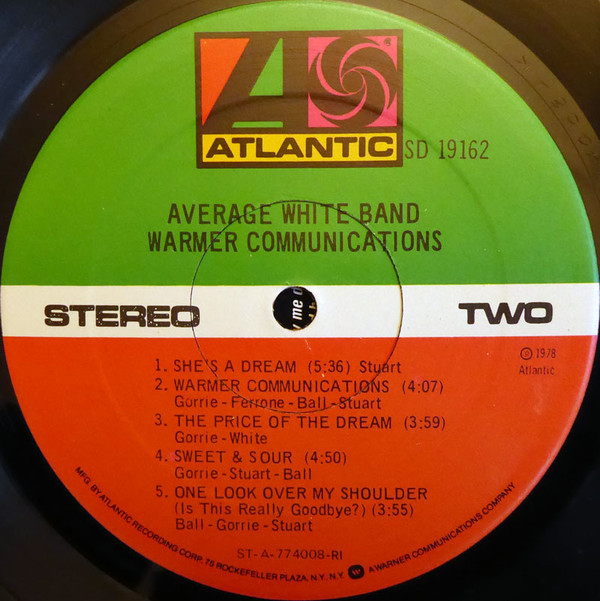 ATLANTIC
SD 19162
AVERAGE WHITE BAND
WARMER COMMUNICATIONS
STEREO
TWO
℗ 1978
Atlantic
1. SHE'S A DREAM (5:36) Stuart
2. WARMER COMMUNICATIONS (4:07)
Gorrie - Ferrone - Ball - Stuart
3. THE PRICE OF THE DREAM (3:59)
Gorrie - White
4. SWEET & SOUR (4:50)
Gorrie - Stuart - Ball
5. ONE LOOK OVER MY SHOULDER
(Is This Really Goodbye?) (3:55)
Ball - Gorrie - Stuart
ST-A-774008-RI
MFG. BY ATLANTIC RECORDING CORP. 75 ROCKEFELLER PLAZA, N.Y. N.Y. A WARNER COMMUNICATIONS COMPANY
me